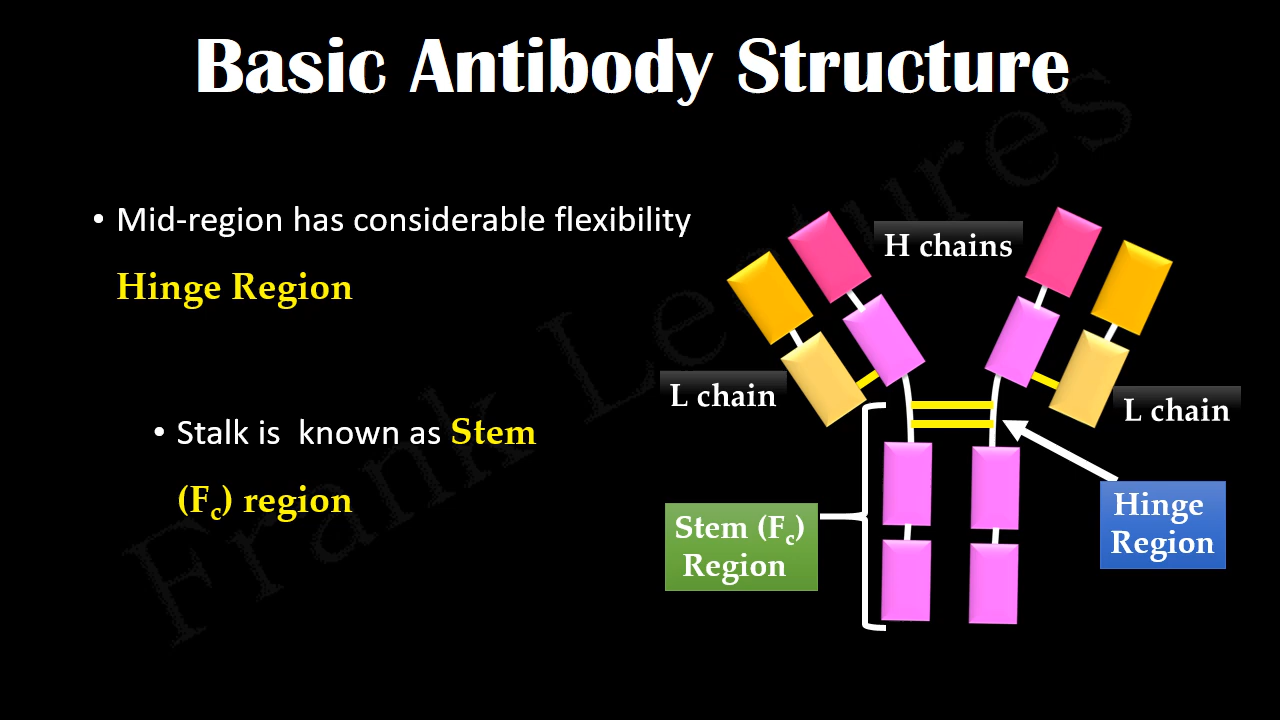 Basic Antibody Structure
• Mid-region has considerable flexibility
Hinge Region
• Stalk is known as Stem
(Fc) region
H chains
L chain
L chain
Stem (Fc)
Region
Hinge
Region
Frank Lectures